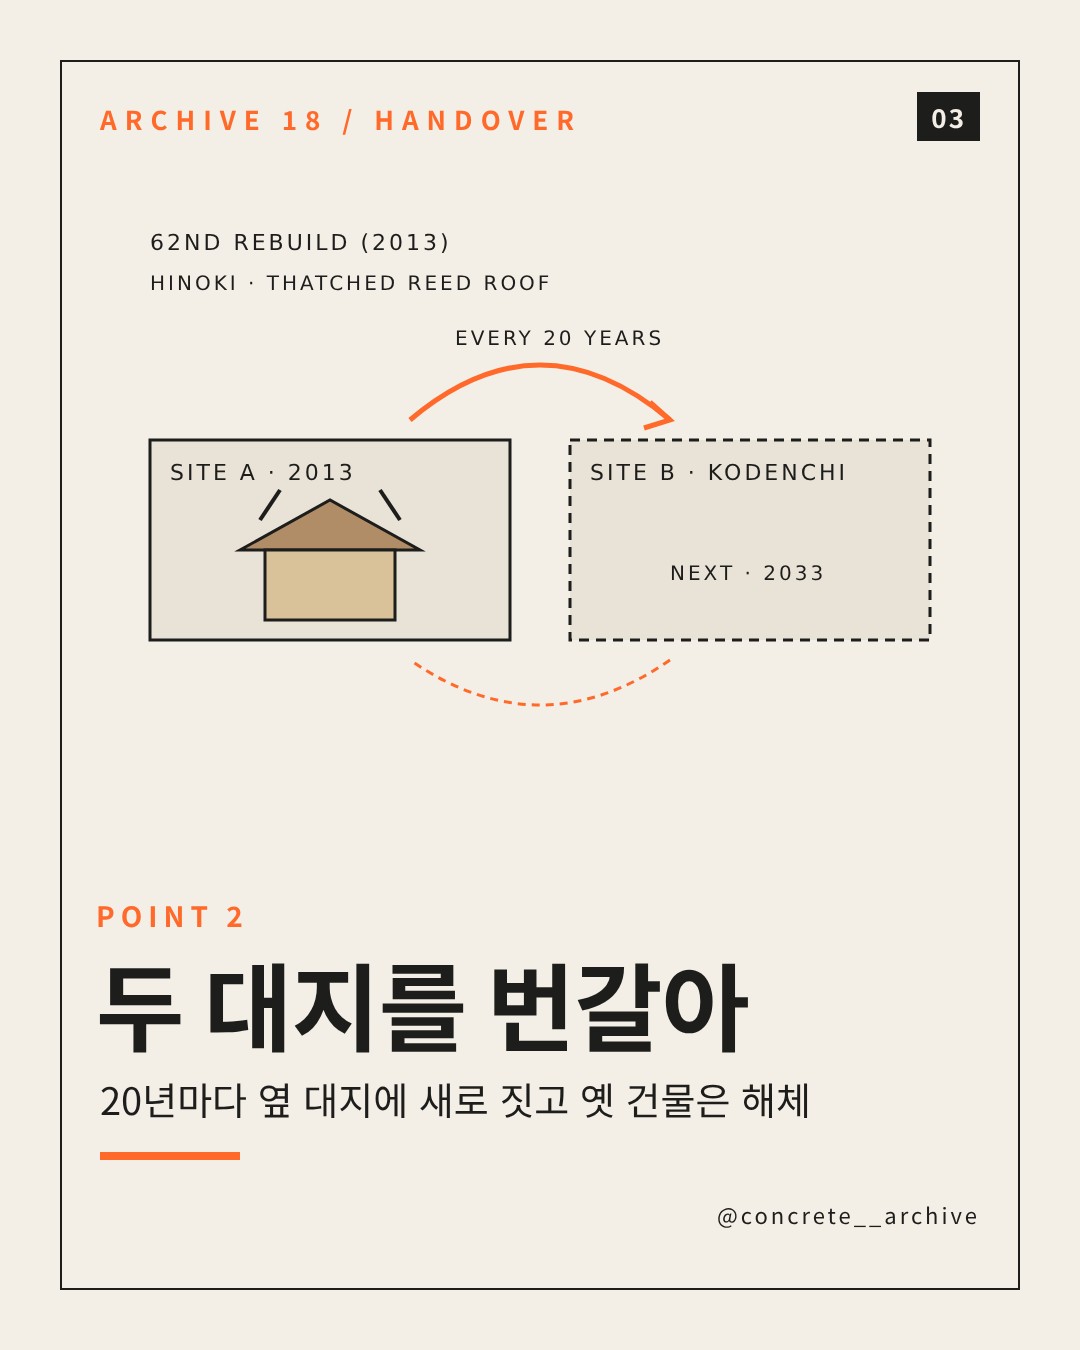 ARCHIVE 18 / HANDOVER
03
62ND REBUILD (2013)
HINOKI · THATCHED REED ROOF
EVERY 20 YEARS
SITE A · 2013
SITE B · KODENCHI
NEXT · 2033
POINT 2
두 대지를 번갈아
20년마다 옆 대지에 새로 짓고 옛 건물은 해체
@concrete__archive